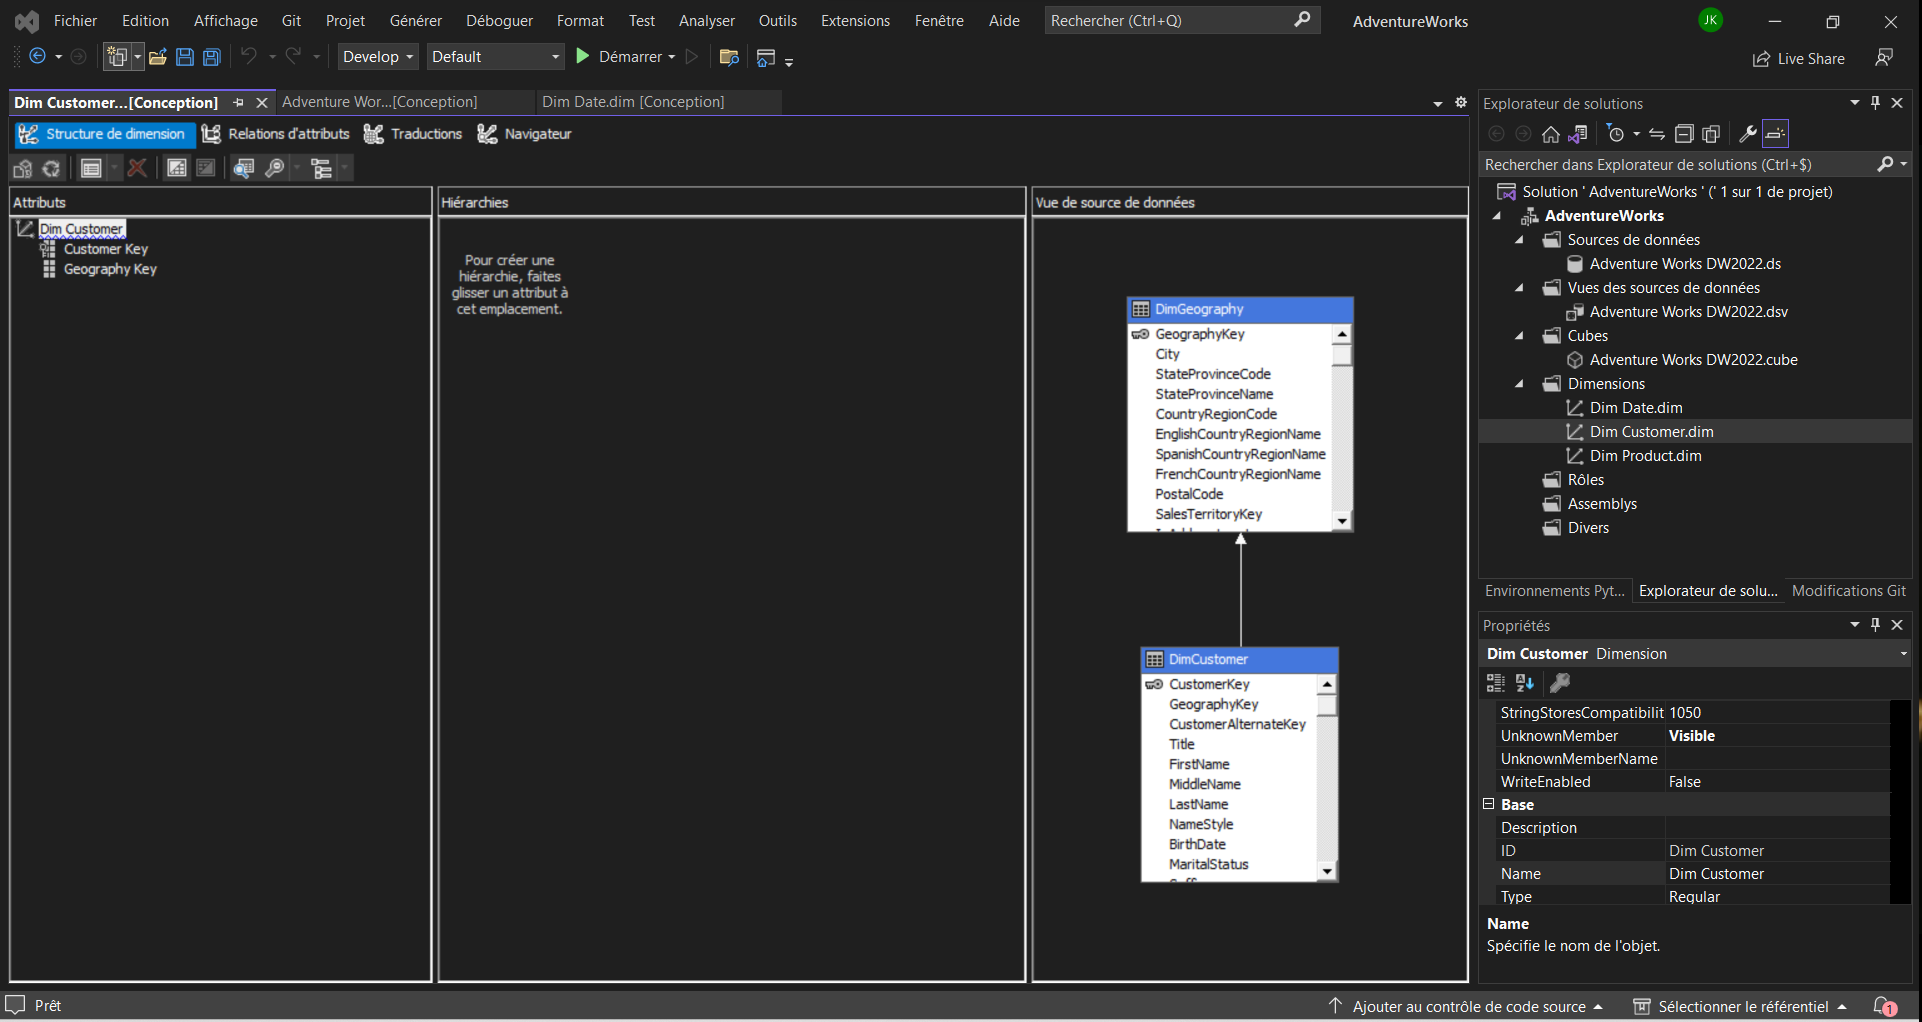 Fichier Edition Affichage Git Projet Générer Déboguer Format Test Analyser Outils Extensions Fenêtre Aide Rechercher (Ctrl+Q) AdventureWorks JK
Develop Default Démarrer Live Share
Dim Customer...[Conception] Adventure Wor...[Conception] Dim Date.dim [Conception]
Structure de dimension Relations d'attributs Traductions Navigateur
Attributs
Dim Customer
Customer Key
Geography Key
Hiérarchies
Pour créer une
hiérarchie, faites
glisser un attribut à
cet emplacement.
Vue de source de données
DimGeography
GeographyKey
City
StateProvinceCode
StateProvinceName
CountryRegionCode
EnglishCountryRegionName
SpanishCountryRegionName
FrenchCountryRegionName
PostalCode
SalesTerritoryKey
DimCustomer
CustomerKey
GeographyKey
CustomerAlternateKey
Title
FirstName
MiddleName
LastName
NameStyle
BirthDate
MaritalStatus
Explorateur de solutions
Rechercher dans Explorateur de solutions (Ctrl+$)
Solution ' AdventureWorks ' (' 1 sur 1 de projet)
AdventureWorks
Sources de données
Adventure Works DW2022.ds
Vues des sources de données
Adventure Works DW2022.dsv
Cubes
Adventure Works DW2022.cube
Dimensions
Dim Date.dim
Dim Customer.dim
Dim Product.dim
Rôles
Assemblys
Divers
Environnements Pyt... Explorateur de solu... Modifications Git
Propriétés
Dim Customer Dimension
StringStoresCompatibilit 1050
UnknownMember Visible
UnknownMemberName
WriteEnabled False
Base
Description
ID Dim Customer
Name Dim Customer
Type Regular
Name
Spécifie le nom de l'objet.
Prêt Ajouter au contrôle de code source Sélectionner le référentiel 1